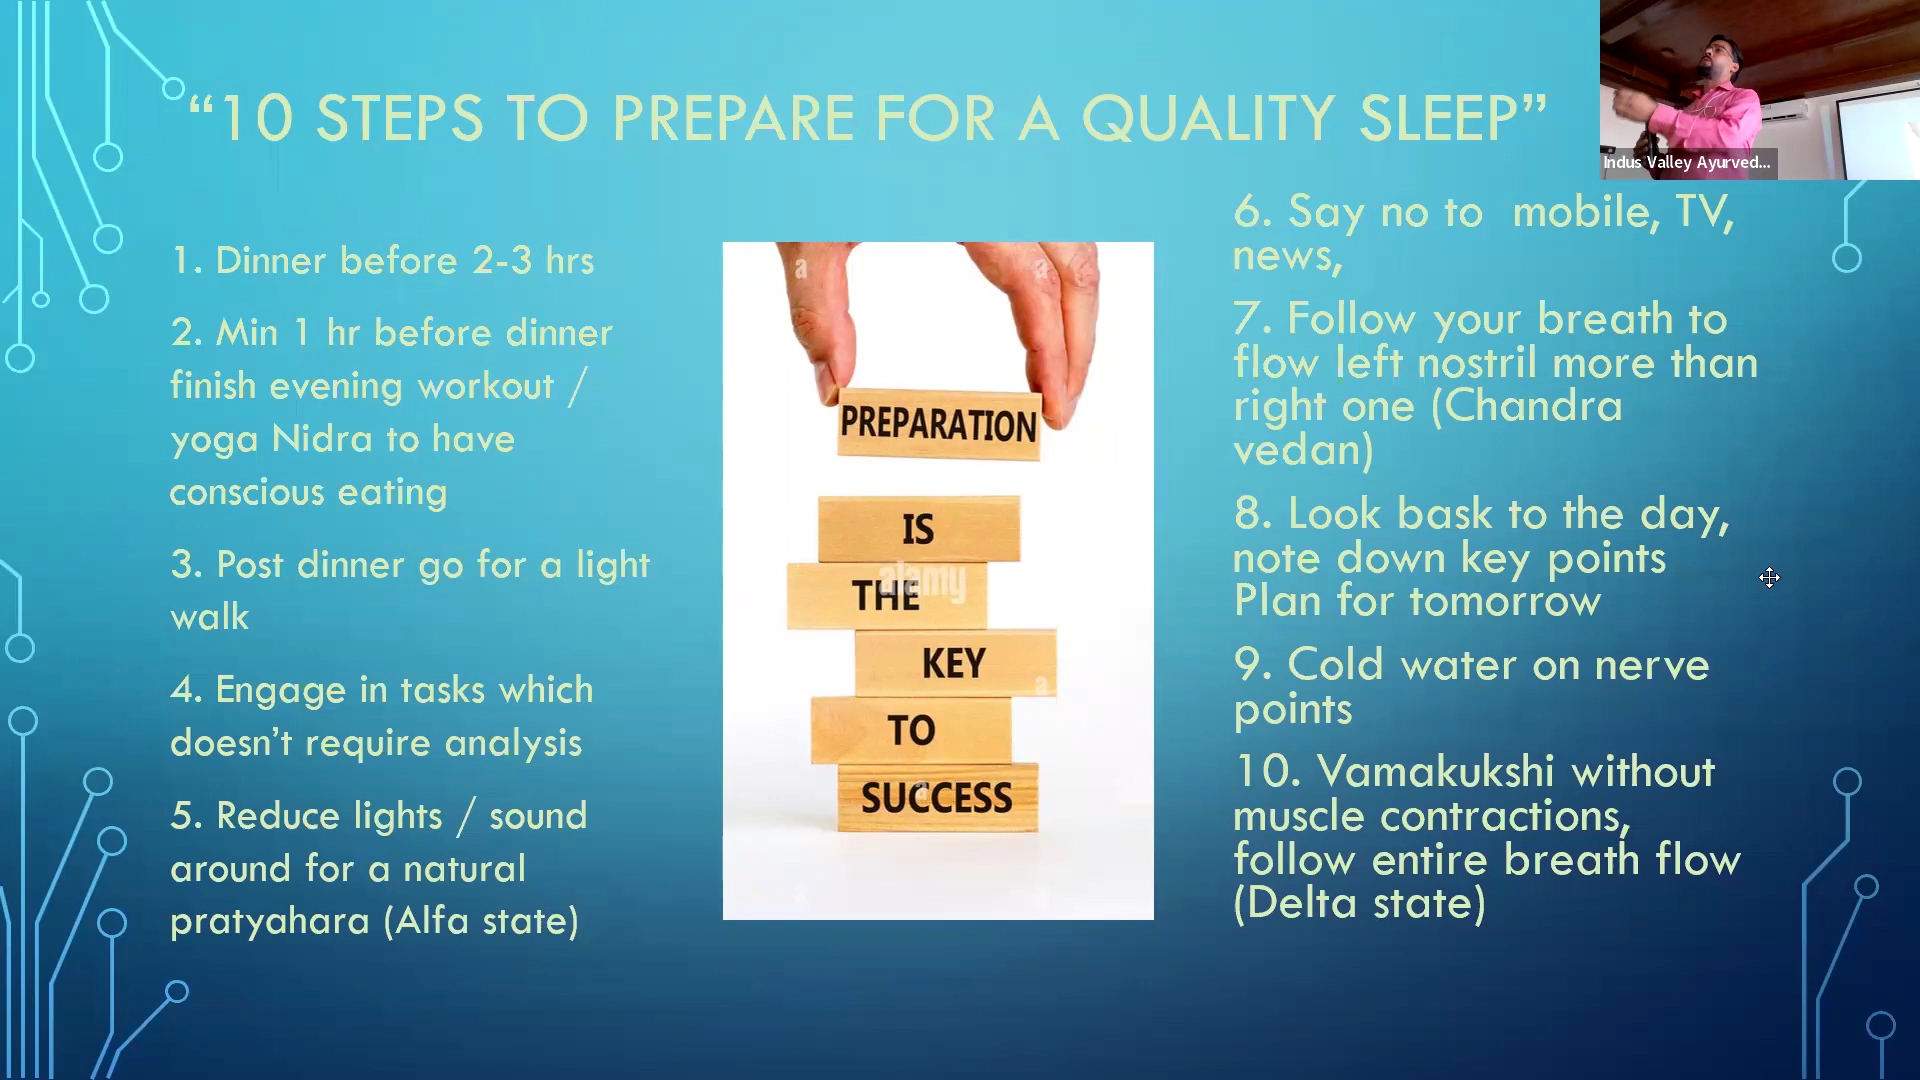 “10 STEPS TO PREPARE FOR A QUALITY SLEEP”
Indus Valley Ayurved...
1. Dinner before 2-3 hrs
2. Min 1 hr before dinner
finish evening workout /
yoga Nidra to have
conscious eating
3. Post dinner go for a light
walk
4. Engage in tasks which
doesn’t require analysis
5. Reduce lights / sound
around for a natural
pratyahara (Alfa state)
PREPARATION
IS
THE
KEY
TO
SUCCESS
alamy
a
a
a
a
6. Say no to  mobile, TV,
news,
7. Follow your breath to
flow left nostril more than
right one (Chandra
vedan)
8. Look bask to the day,
note down key points
Plan for tomorrow
9. Cold water on nerve
points
10. Vamakukshi without
muscle contractions,
follow entire breath flow
(Delta state)